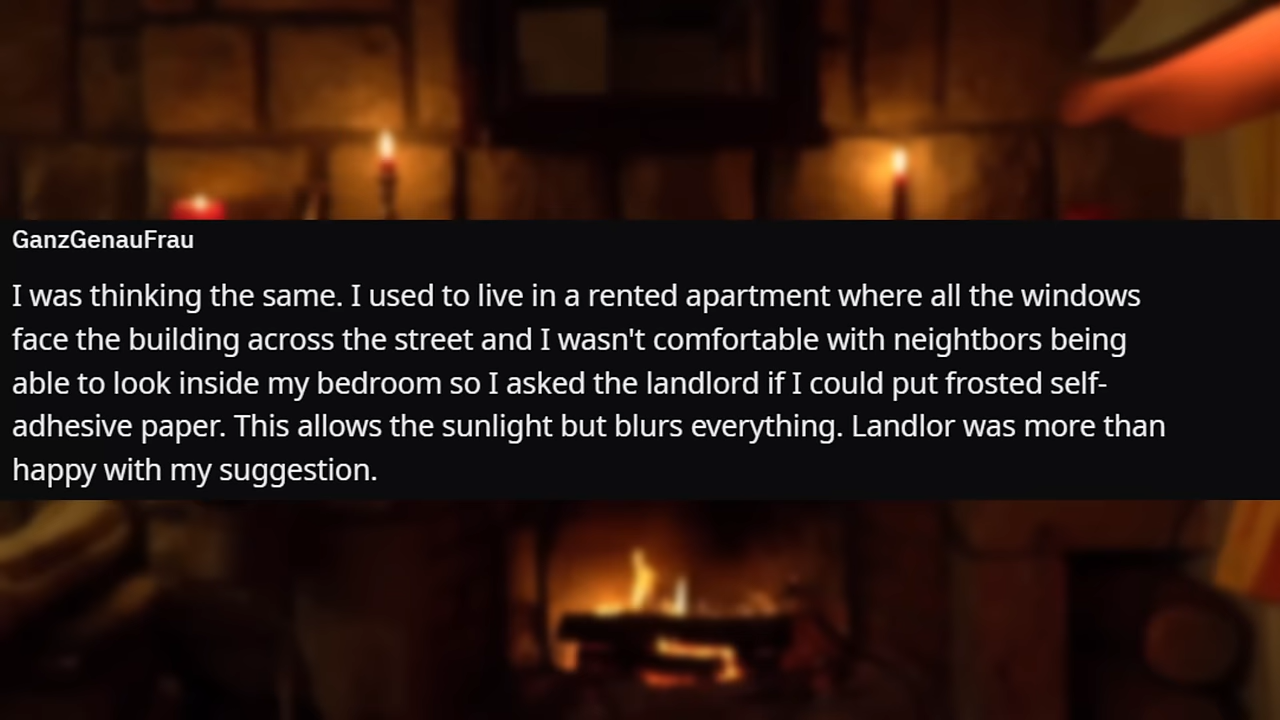 GanzGenauFrau
I was thinking the same. I used to live in a rented apartment where all the windows
face the building across the street and I wasn't comfortable with neightbors being
able to look inside my bedroom so I asked the landlord if I could put frosted self-
adhesive paper. This allows the sunlight but blurs everything. Landlor was more than
happy with my suggestion.